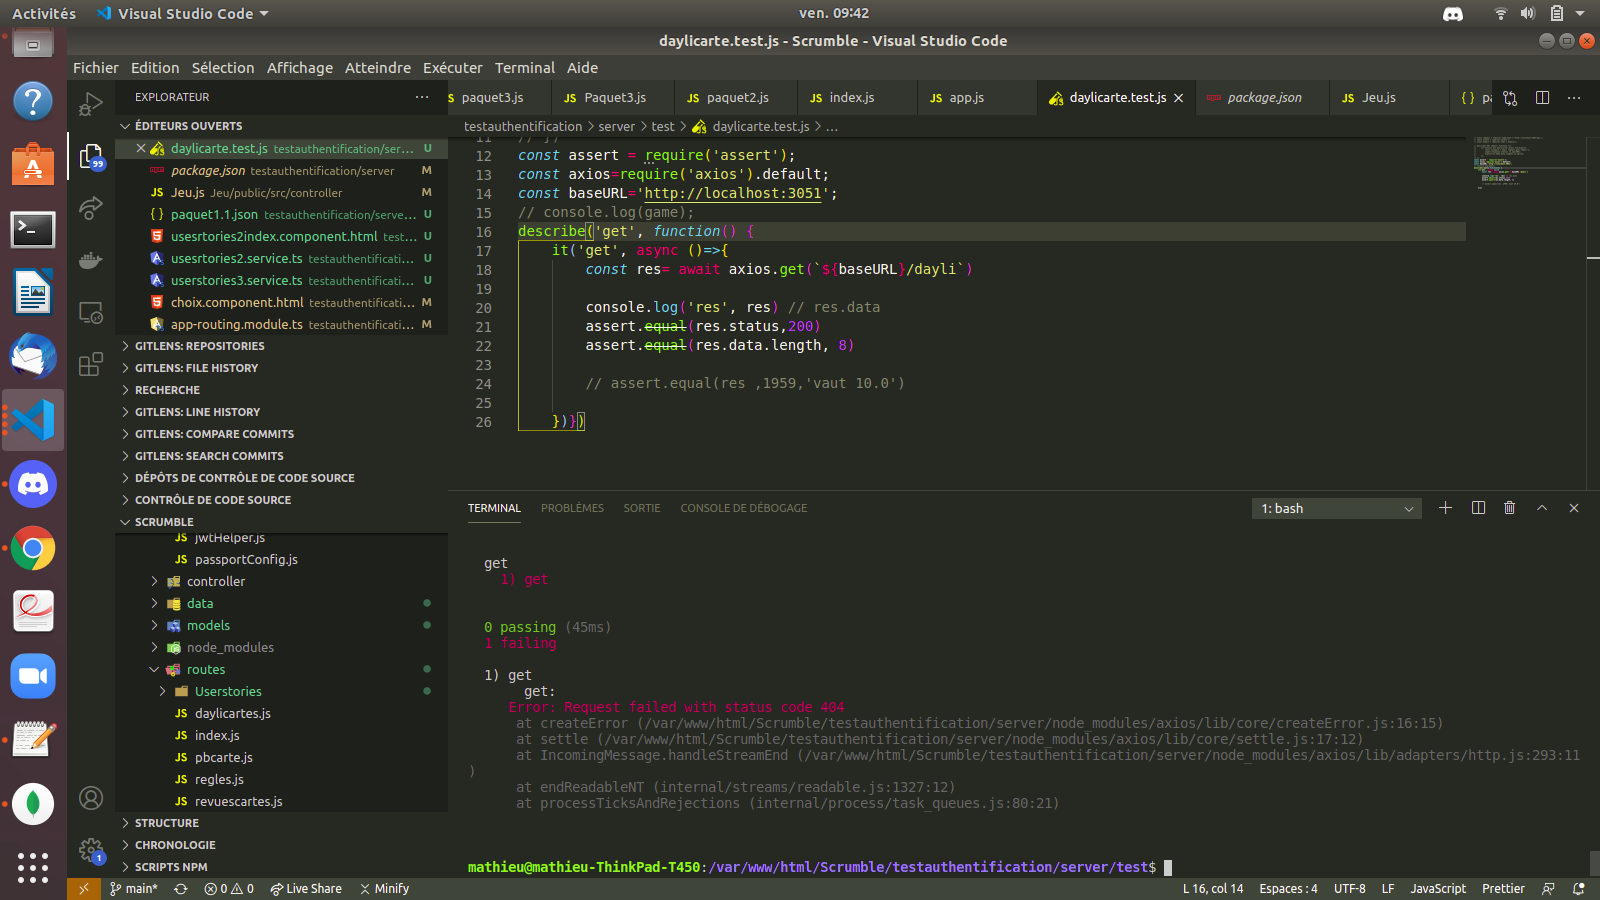 Activités
Visual Studio Code
ven. 09:42
daylicarte.test.js - Scrumble - Visual Studio Code
Fichier Edition Sélection Affichage Atteindre Exécuter Terminal Aide
EXPLORATEUR
paquet3.js
JS Paquet3.js
JS paquet2.js
JS index.js
JS app.js
daylicarte.test.js
package.json
JS Jeu.js
{ } pa
testauthentification > server > test > daylicarte.test.js > ...
ÉDITEURS OUVERTS
daylicarte.test.js testauthentification/ser... U
package.json testauthentification/server M
JS Jeu.js Jeu/public/src/controller M
{ } paquet1.1.json testauthentification/serve... U
usesrtories2index.component.html test... U
usesrtories2.service.ts testauthentificati... U
userstories3.service.ts testauthentificati... U
choix.component.html testauthentificati... M
app-routing.module.ts testauthentificati... M
GITLENS: REPOSITORIES
GITLENS: FILE HISTORY
RECHERCHE
GITLENS: LINE HISTORY
GITLENS: COMPARE COMMITS
GITLENS: SEARCH COMMITS
DÉPÔTS DE CONTRÔLE DE CODE SOURCE
CONTRÔLE DE CODE SOURCE
SCRUMBLE
JS jwtHelper.js
JS passportConfig.js
controller
data
models
node_modules
routes
Userstories
JS daylicartes.js
JS index.js
JS pbcarte.js
JS regles.js
JS revuescartes.js
STRUCTURE
CHRONOLOGIE
SCRIPTS NPM
99
1
11 // })
12 const assert = require('assert');
13 const axios=require('axios').default;
14 const baseURL='http://localhost:3051';
15 // console.log(game);
16 describe('get', function() {
17 it('get', async ()=>{
18 const res= await axios.get(`${baseURL}/dayli`)
19
20 console.log('res', res) // res.data
21 assert.equal(res.status,200)
22 assert.equal(res.data.length, 8)
23
24 // assert.equal(res ,1959,'vaut 10.0')
25
26 })})
TERMINAL PROBLÈMES SORTIE CONSOLE DE DÉBOGAGE
1: bash
get
1) get
0 passing (45ms)
1 failing
1) get
get:
Error: Request failed with status code 404
at createError (/var/www/html/Scrumble/testauthentification/server/node_modules/axios/lib/core/createError.js:16:15)
at settle (/var/www/html/Scrumble/testauthentification/server/node_modules/axios/lib/core/settle.js:17:12)
at IncomingMessage.handleStreamEnd (/var/www/html/Scrumble/testauthentification/server/node_modules/axios/lib/adapters/http.js:293:11
)
at endReadableNT (internal/streams/readable.js:1327:12)
at processTicksAndRejections (internal/process/task_queues.js:80:21)
mathieu@mathieu-ThinkPad-T450:/var/www/html/Scrumble/testauthentification/server/test$
main* 0 0 Live Share Minify
L 16, col 14 Espaces : 4 UTF-8 LF JavaScript Prettier